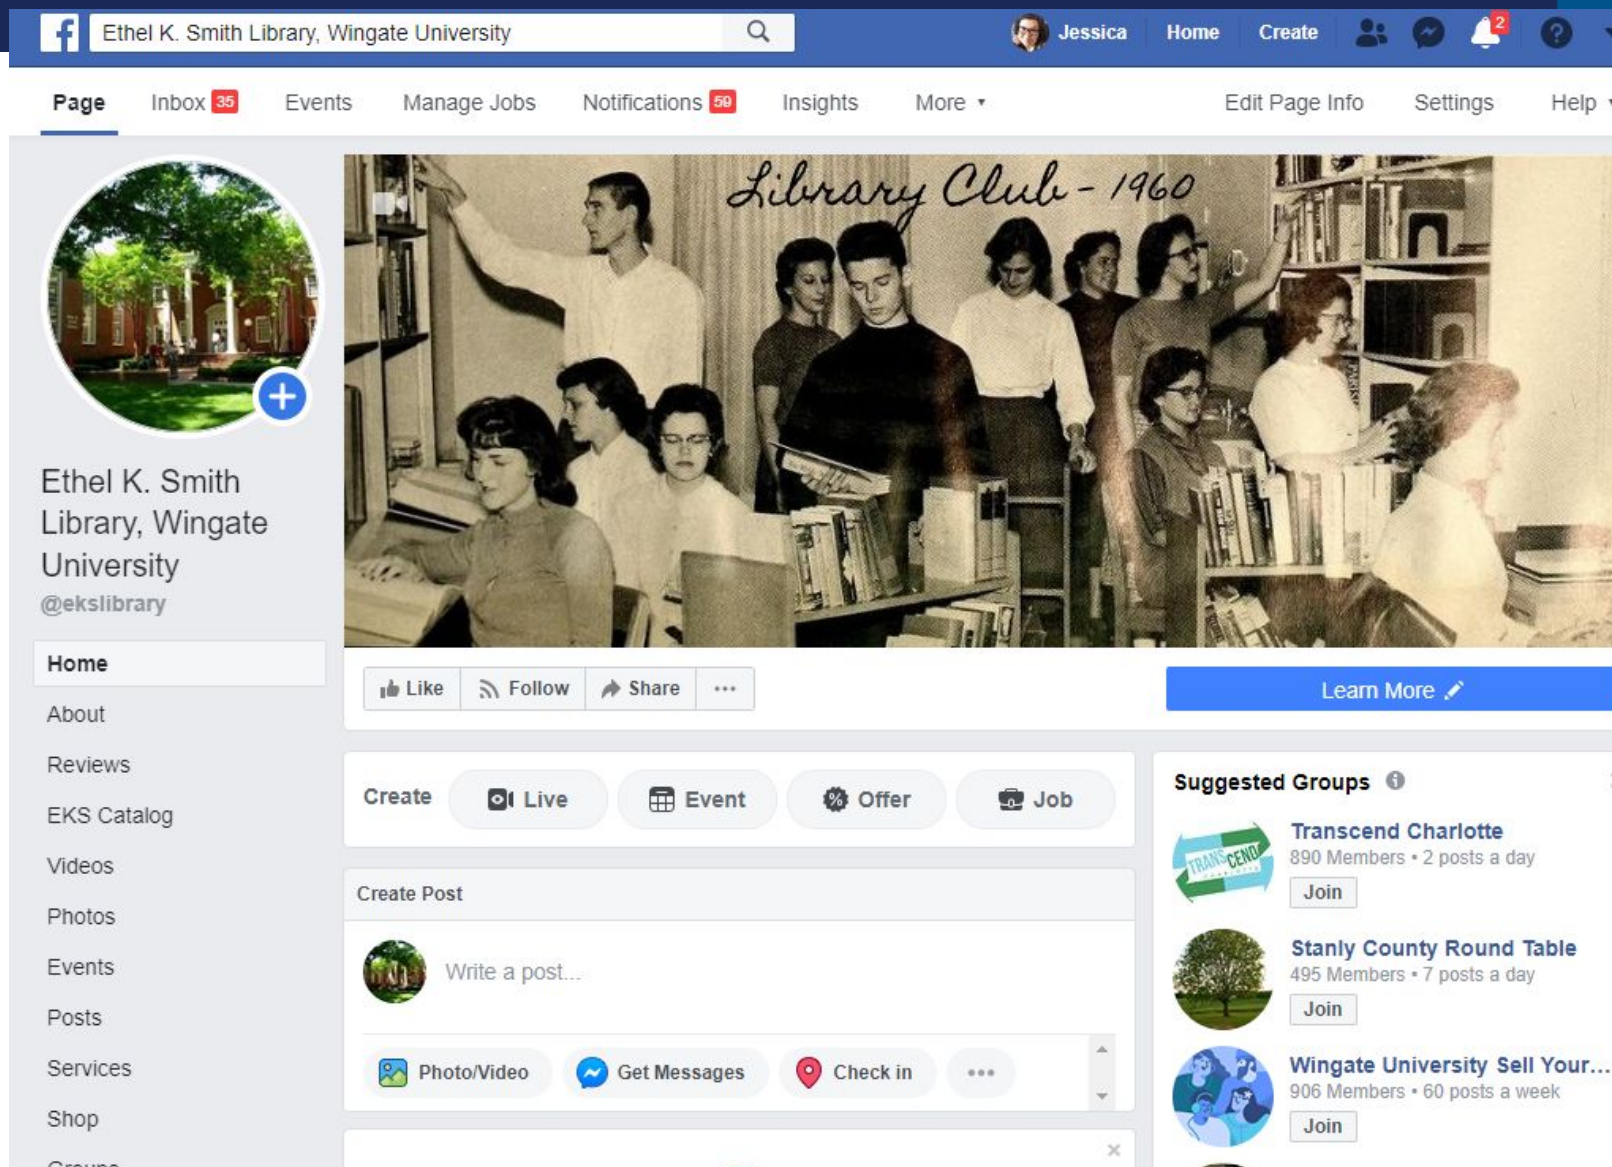 Ethel K. Smith Library, Wingate University
Jessica
Home
Create
2
Page
Inbox 35
Events
Manage Jobs
Notifications 59
Insights
More
Edit Page Info
Settings
Help
Library Club - 1960
Ethel K. Smith
Library, Wingate
University
@ekslibrary
Home
About
Reviews
EKS Catalog
Videos
Photos
Events
Posts
Services
Shop
Groups
Like
Follow
Share
Learn More
Create
Live
Event
Offer
Job
Create Post
Write a post...
Photo/Video
Get Messages
Check in
Suggested Groups
TRANSCEND
CHARLOTTE
Transcend Charlotte
890 Members • 2 posts a day
Join
Stanly County Round Table
495 Members • 7 posts a day
Join
Wingate University Sell Your...
906 Members • 60 posts a week
Join